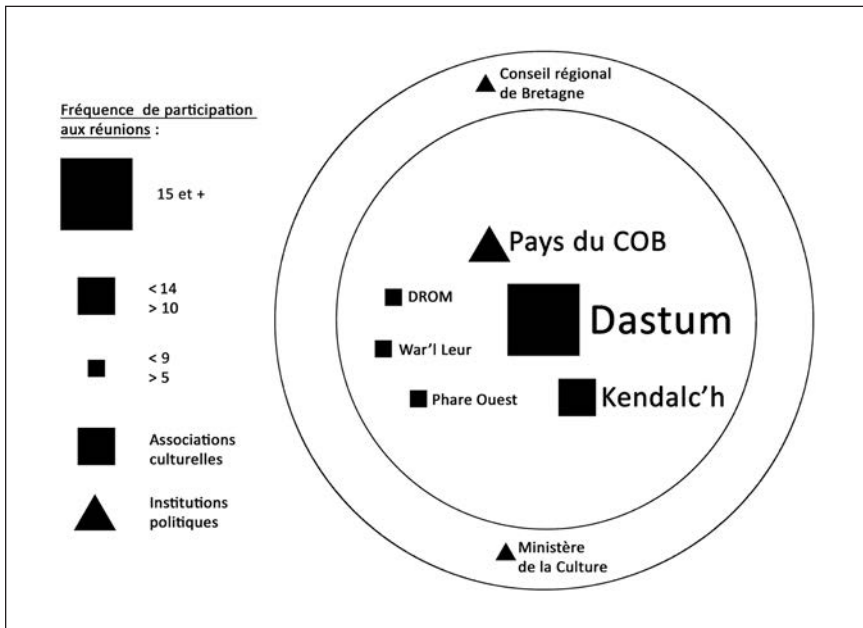 Fréquence de participation
aux réunions :
15 et +
< 14
> 10
< 9
> 5
Associations
culturelles
Institutions
politiques
Conseil régional
de Bretagne
Pays du COB
DROM
Dastum
War'l Leur
Phare Ouest
Kendalc'h
Ministère
de la Culture